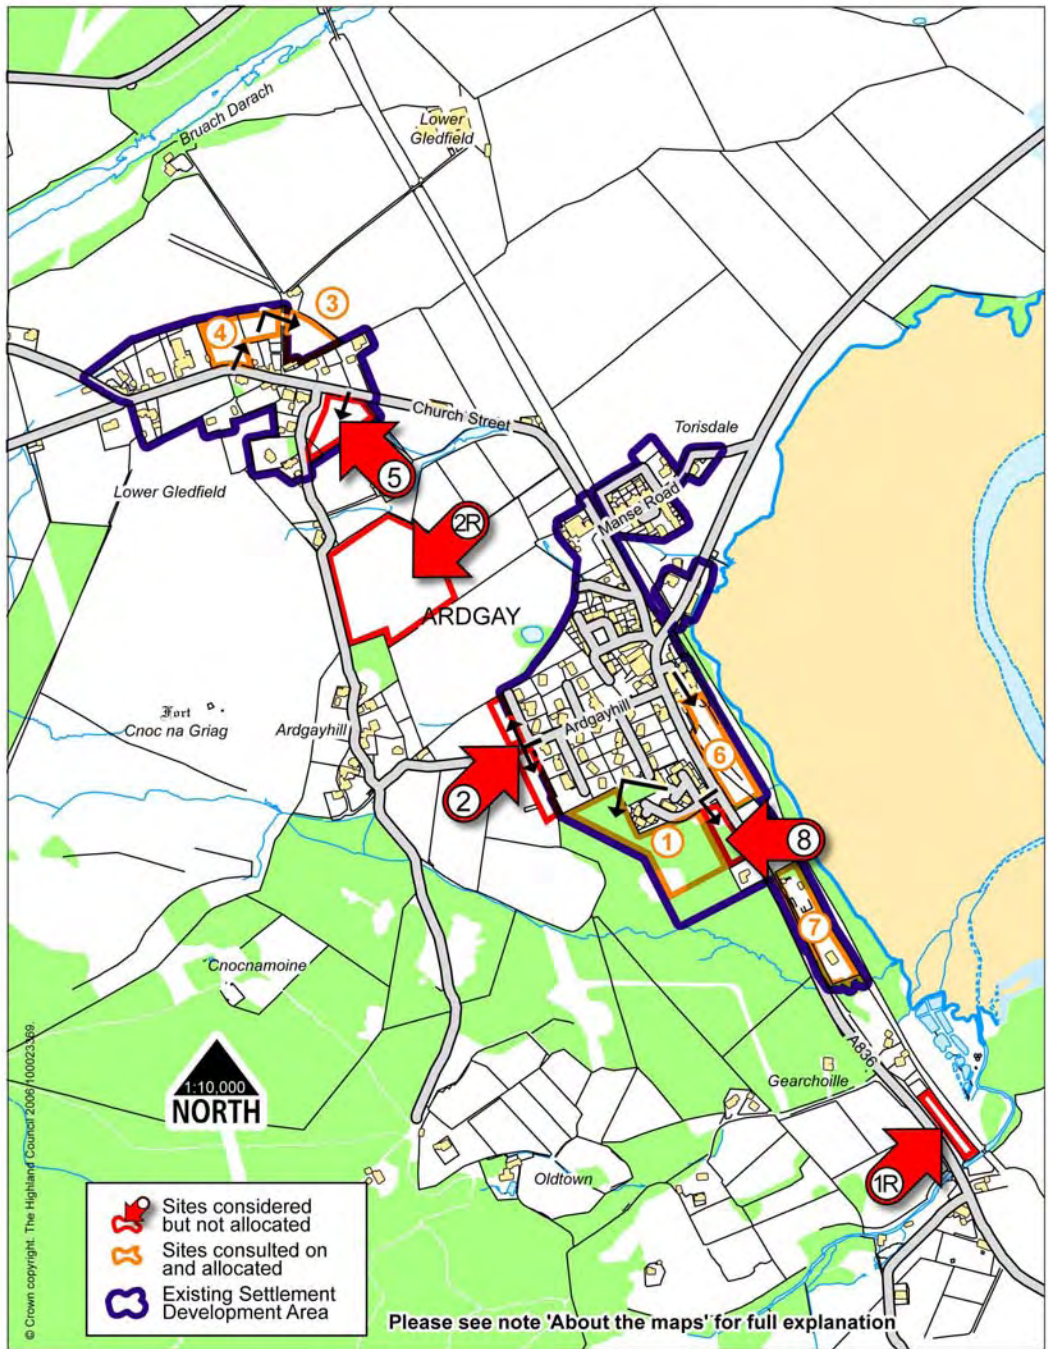 Bruach Darach
Lower
Gledfield
3
4
Church Street
Torisdale
5
Lower Gledfield
Manse Road
2R
ARDGAY
Fort
Cnoc na Griag
Ardgayhill
Ardgayhill
6
2
1
8
7
Cnocnamoine
A836
Gearchoille
1:10,000
NORTH
Oldtown
1R
Sites considered
but not allocated
Sites consulted on
and allocated
Existing Settlement
Development Area
Please see note 'About the maps' for full explanation
© Crown copyright. The Highland Council 2006 100023369.